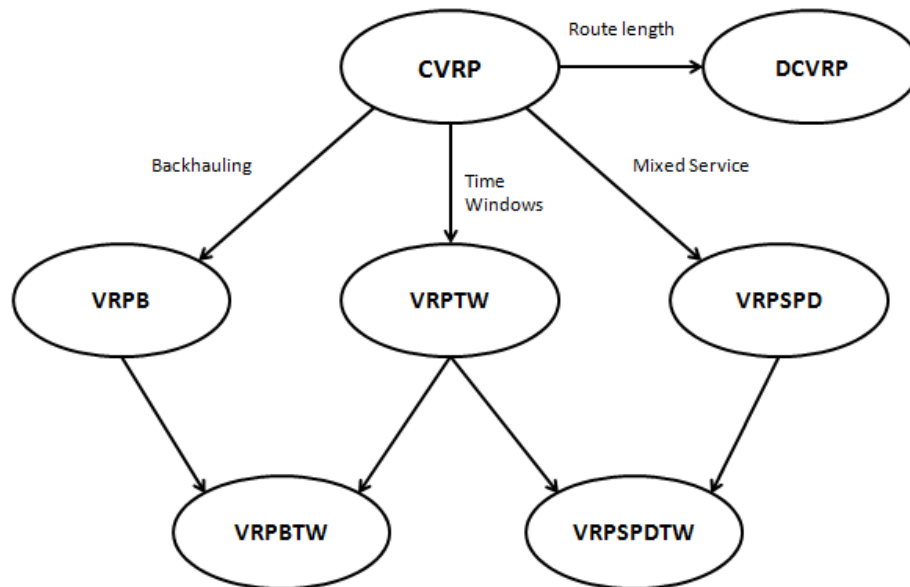 Route length
CVRP
DCVRP
Backhauling
Mixed Service
Time
Windows
VRPB
VRPTW
VRPSPD
VRPBTW
VRPSPDTW